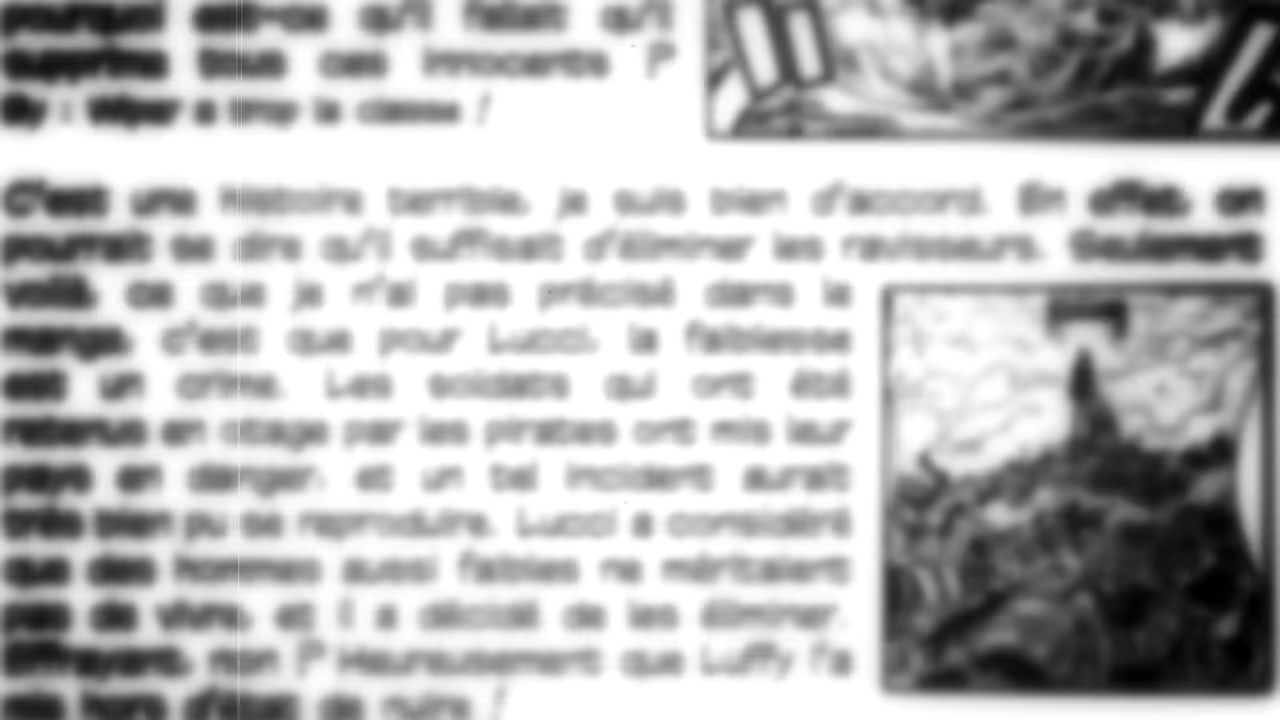 pourquoi est-ce qu'il fallait qu'il
supprime tous ces innocents ?
a trop la classe !
C'est une histoire terrible, je suis bien d'accord. En effet, on
pourrait se dire qu'il suffisait d'éliminer les ravisseurs. Seulement
voilà, ce que je n'ai pas précisé dans le
manga, c'est que pour Lucci, la faiblesse
est un crime. Les soldats qui ont été
retenus en otage par les pirates ont mis leur
pays en danger, et un tel incident aurait
très bien pu se reproduire. Lucci a considéré
que des hommes aussi faibles ne méritaient
pas de vivre, et il a décidé de les éliminer.
Effrayant, non ? Heureusement que Luffy l'a
mis hors d'état de nuire !